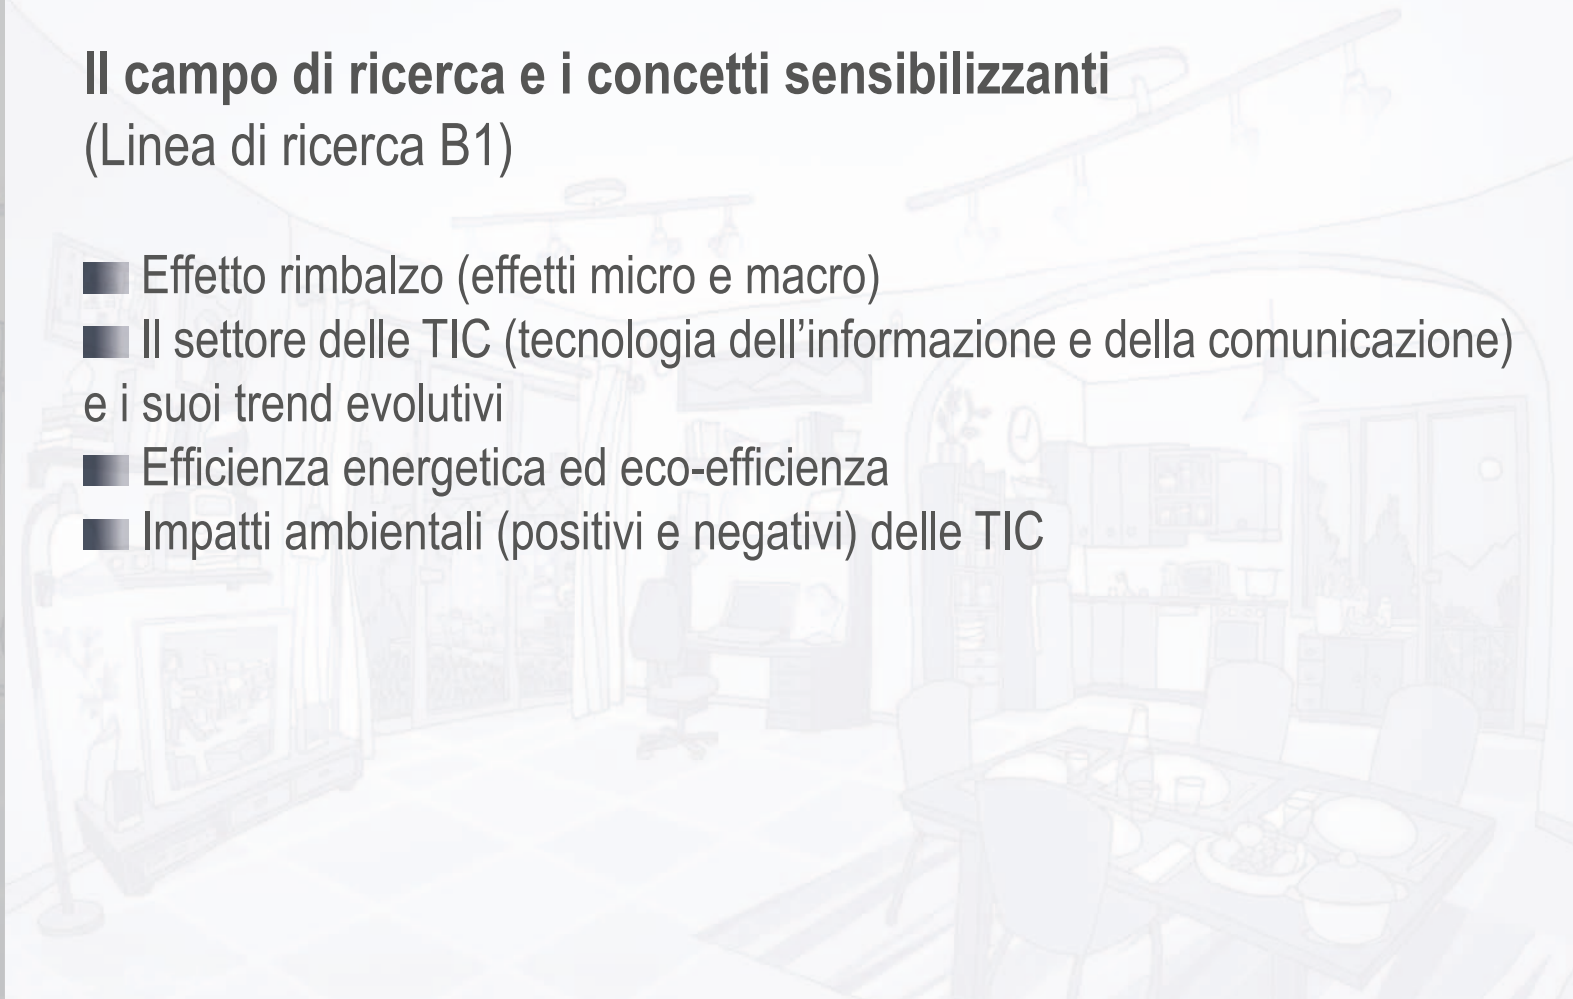 Il campo di ricerca e i concetti sensibilizzanti
(Linea di ricerca B1)
Effetto rimbalzo (effetti micro e macro)
Il settore delle TIC (tecnologia dell’informazione e della comunicazione)
e i suoi trend evolutivi
Efficienza energetica ed eco-efficienza
Impatti ambientali (positivi e negativi) delle TIC